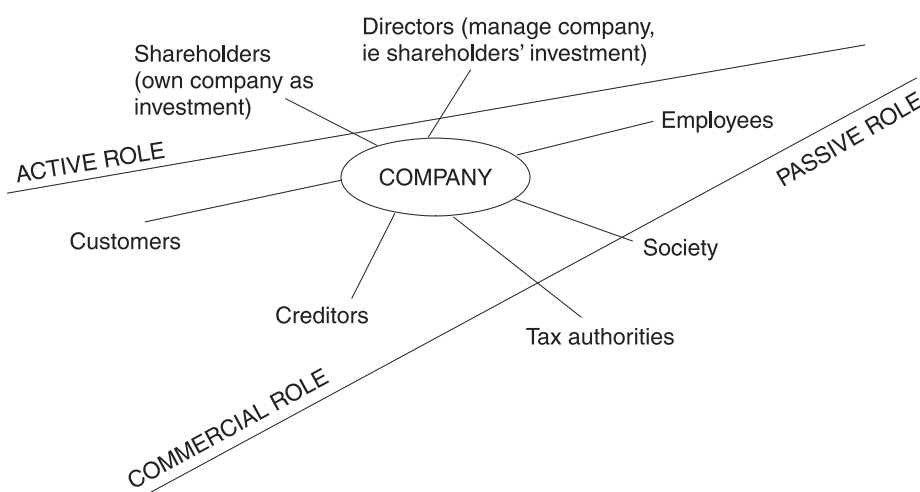 Directors (manage company,
ie shareholders’ investment)
Shareholders
(own company as
investment)
Employees
ACTIVE ROLE
PASSIVE ROLE
COMPANY
Customers
Society
Creditors
Tax authorities
COMMERCIAL ROLE